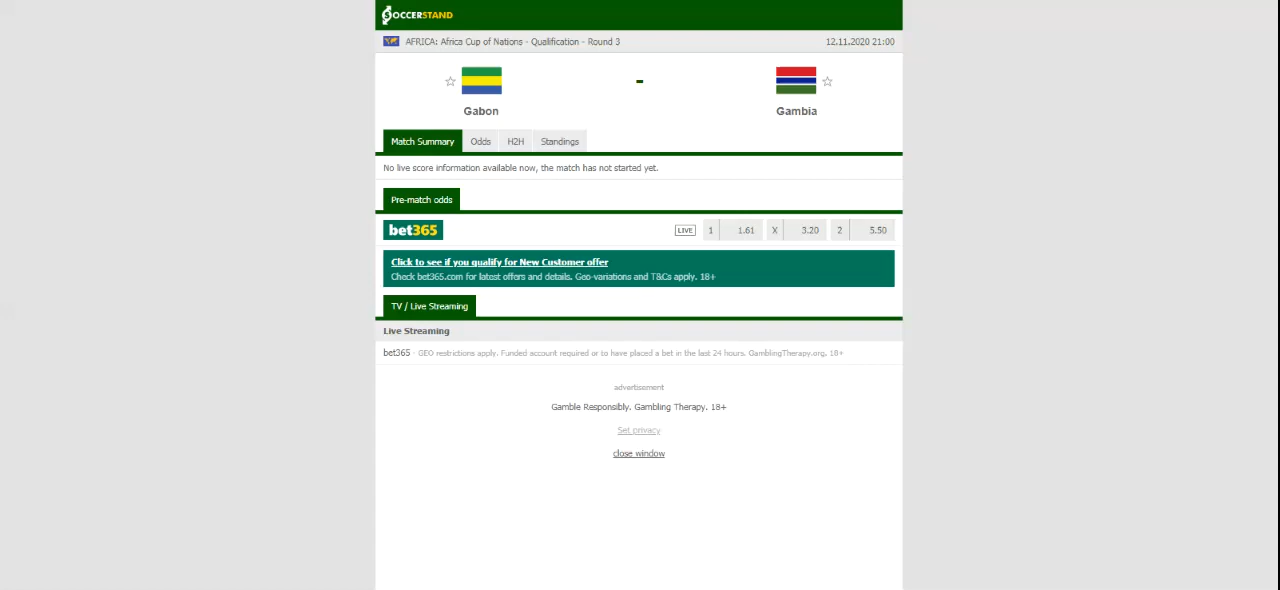 SOCCERSTAND
AFRICA: Africa Cup of Nations - Qualification - Round 3 12.11.2020 21:00
-
Gabon Gambia
Match Summary Odds H2H Standings
No live score information available now, the match has not started yet.
Pre-match odds
bet365 LIVE 1 1.61 X 3.20 2 5.50
Click to see if you qualify for New Customer offer
Check bet365.com for latest offers and details. Geo-variations and T&Cs apply. 18+
TV / Live Streaming
Live Streaming
bet365 - GEO restrictions apply. Funded account required or to have placed a bet in the last 24 hours. GamblingTherapy.org. 18+
advertisement
Gamble Responsibly. Gambling Therapy. 18+
Set privacy
close window